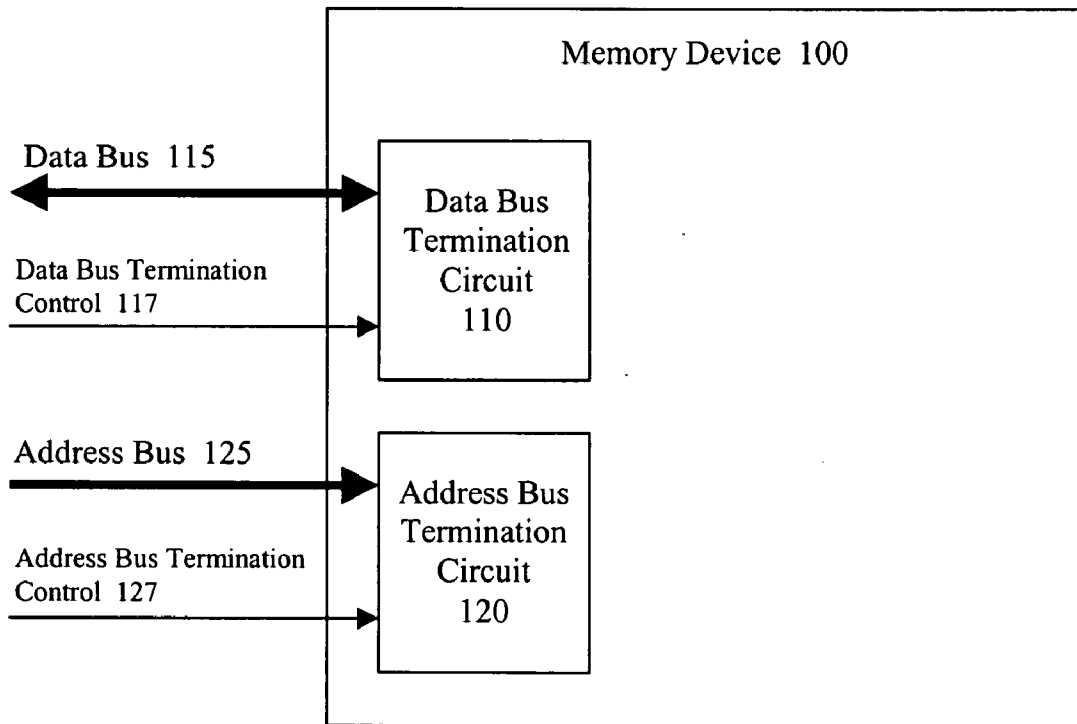 Memory Device 100
Data Bus 115
Data Bus
Termination
Circuit
110
Data Bus Termination
Control 117
Address Bus 125
Address Bus
Termination
Circuit
120
Address Bus Termination
Control 127